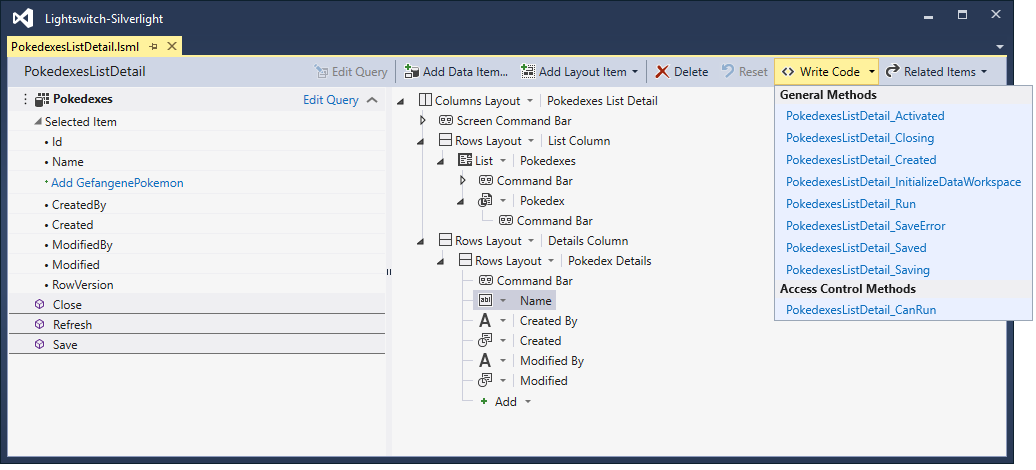 Lightswitch-Silverlight
PokedexesListDetail.lsml
PokedexesListDetail
Edit Query
Add Data Item...
Add Layout Item
Delete
Reset
Write Code
Related Items
Pokedexes
Edit Query
Selected Item
Id
Name
Add GefangenePokemon
CreatedBy
Created
ModifiedBy
Modified
RowVersion
Close
Refresh
Save
Columns Layout
Pokedexes List Detail
Screen Command Bar
Rows Layout
List Column
List
Pokedexes
Command Bar
Pokedex
Command Bar
Rows Layout
Details Column
Rows Layout
Pokedex Details
Command Bar
abl
Name
A
Created By
Created
A
Modified By
Modified
Add
General Methods
PokedexesListDetail_Activated
PokedexesListDetail_Closing
PokedexesListDetail_Created
PokedexesListDetail_InitializeDataWorkspace
PokedexesListDetail_Run
PokedexesListDetail_SaveError
PokedexesListDetail_Saved
PokedexesListDetail_Saving
Access Control Methods
PokedexesListDetail_CanRun